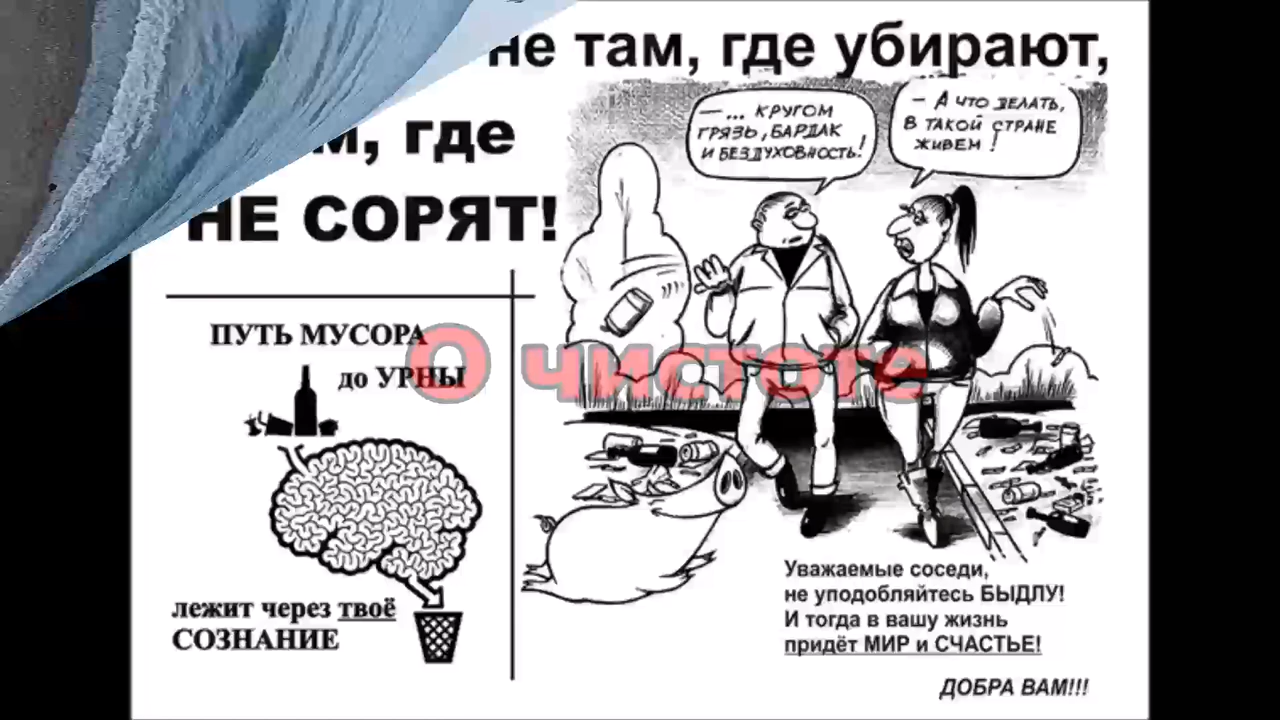 не там, где убирают,
где
НЕ СОРЯТ!
— ... КРУГОМ
ГРЯЗЬ, БАРДАК
И БЕЗДУХОВНОСТЬ!
— А ЧТО ДЕЛАТЬ,
В ТАКОЙ СТРАНЕ
ЖИВЕМ!
ПУТЬ МУСОРА
до УРНЫ
О чистоте
лежит через твоё
СОЗНАНИЕ
Уважаемые соседи,
не уподобляйтесь БЫДЛУ!
И тогда в вашу жизнь
придёт МИР и СЧАСТЬЕ!
ДОБРА ВАМ!!!